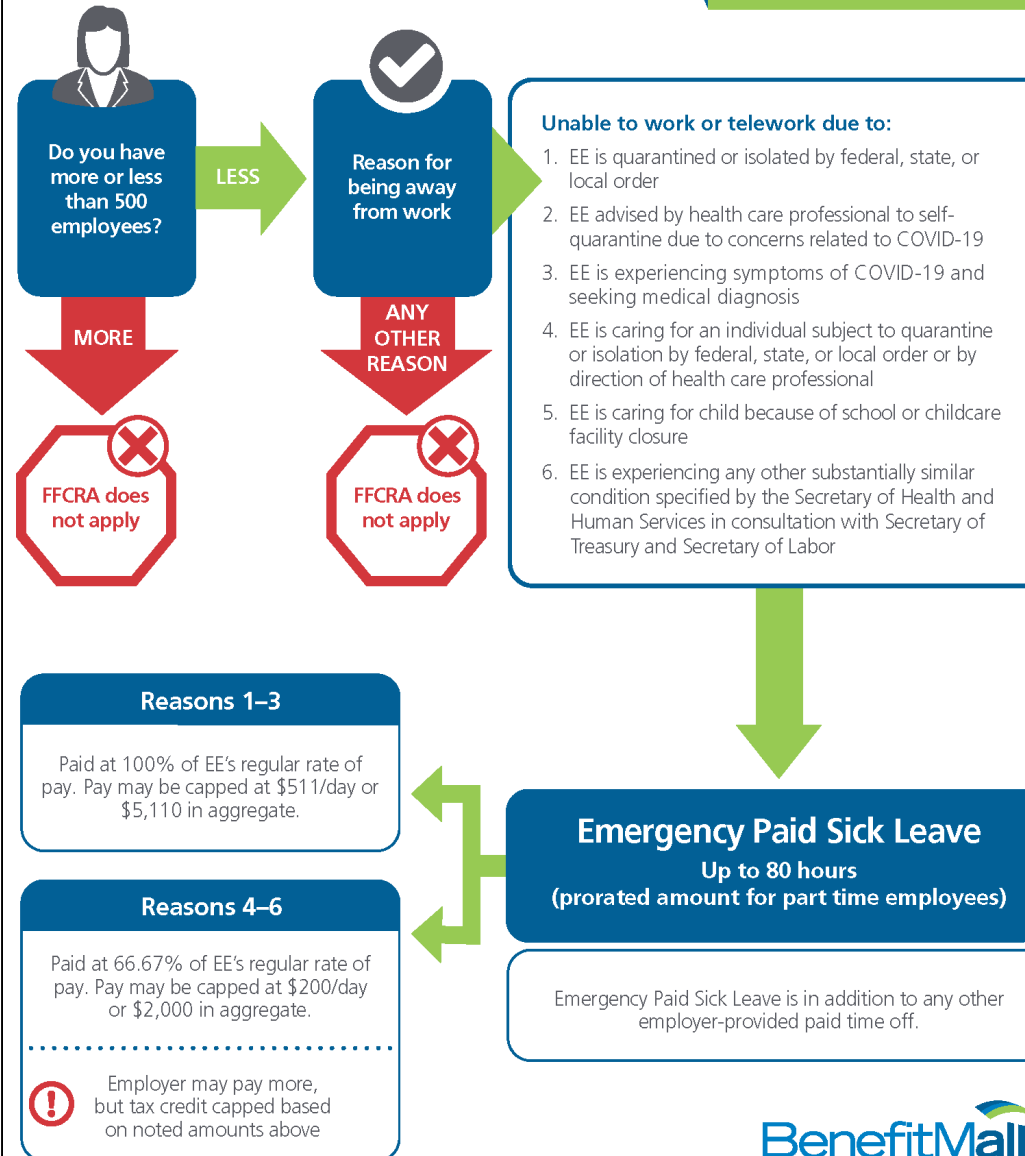 Do you have
more or less
than 500
employees?
LESS
MORE
FFCRA does
not apply
Reason for
being away
from work
ANY
OTHER
REASON
FFCRA does
not apply
Unable to work or telework due to:
1. EE is quarantined or isolated by federal, state, or
local order
2. EE advised by health care professional to self-
quarantine due to concerns related to COVID-19
3. EE is experiencing symptoms of COVID-19 and
seeking medical diagnosis
4. EE is caring for an individual subject to quarantine
or isolation by federal, state, or local order or by
direction of health care professional
5. EE is caring for child because of school or childcare
facility closure
6. EE is experiencing any other substantially similar
condition specified by the Secretary of Health and
Human Services in consultation with Secretary of
Treasury and Secretary of Labor
Emergency Paid Sick Leave
Up to 80 hours
(prorated amount for part time employees)
Emergency Paid Sick Leave is in addition to any other
employer-provided paid time off.
Reasons 1–3
Paid at 100% of EE's regular rate of
pay. Pay may be capped at $511/day or
$5,110 in aggregate.
Reasons 4–6
Paid at 66.67% of EE's regular rate of
pay. Pay may be capped at $200/day
or $2,000 in aggregate.
Employer may pay more,
but tax credit capped based
on noted amounts above
BenefitMall